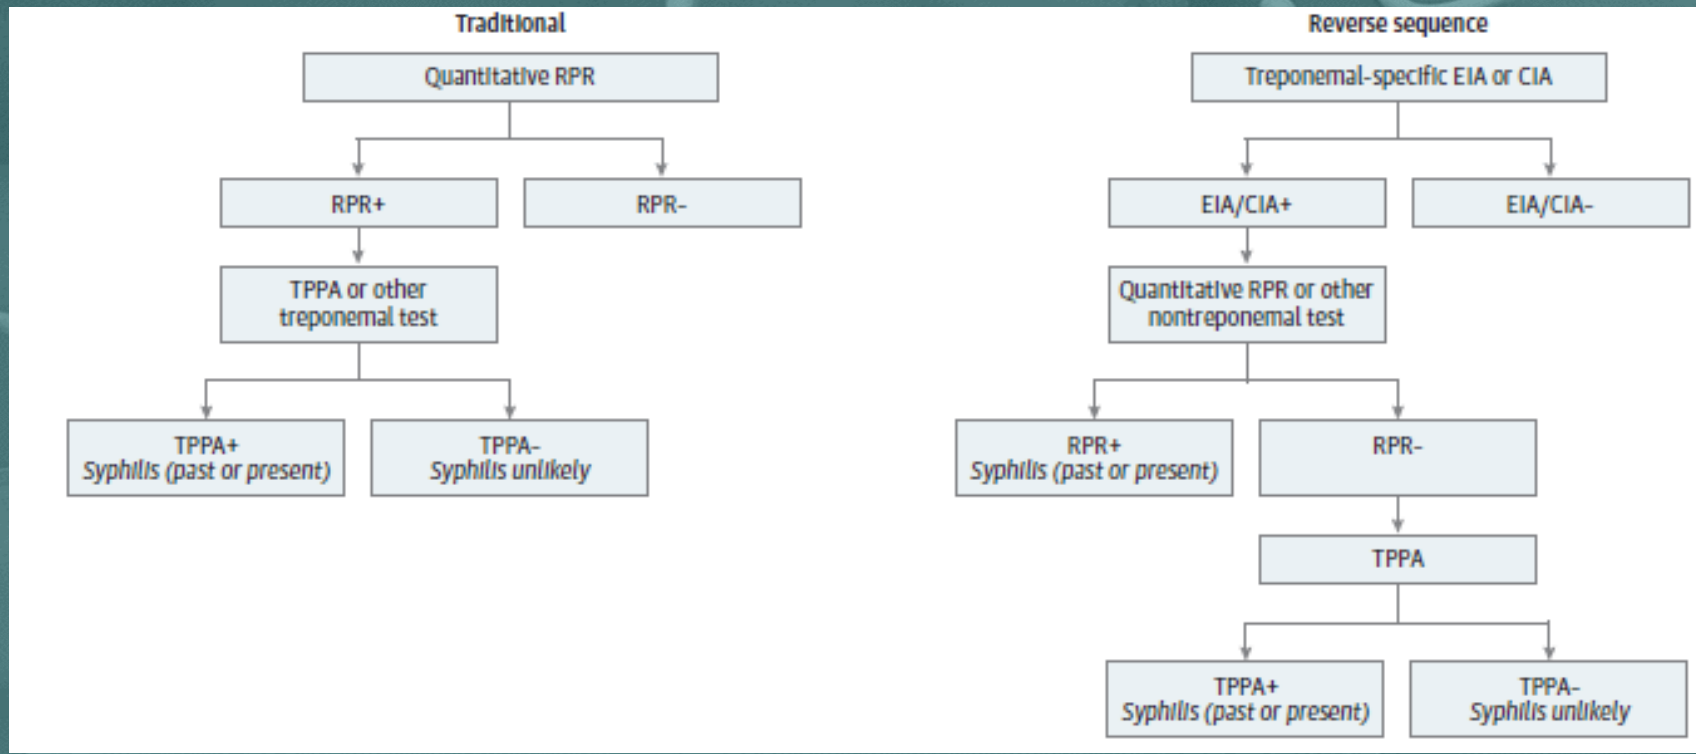 Traditional
Quantitative RPR
RPR+
RPR-
TPPA or other
treponemal test
TPPA+
Syphilis (past or present)
TPPA-
Syphilis unlikely
Reverse sequence
Treponemal-specific EIA or CIA
EIA/CIA+
EIA/CIA-
Quantitative RPR or other
nontreponemal test
RPR+
Syphilis (past or present)
RPR-
TPPA
TPPA+
Syphilis (past or present)
TPPA-
Syphilis unlikely